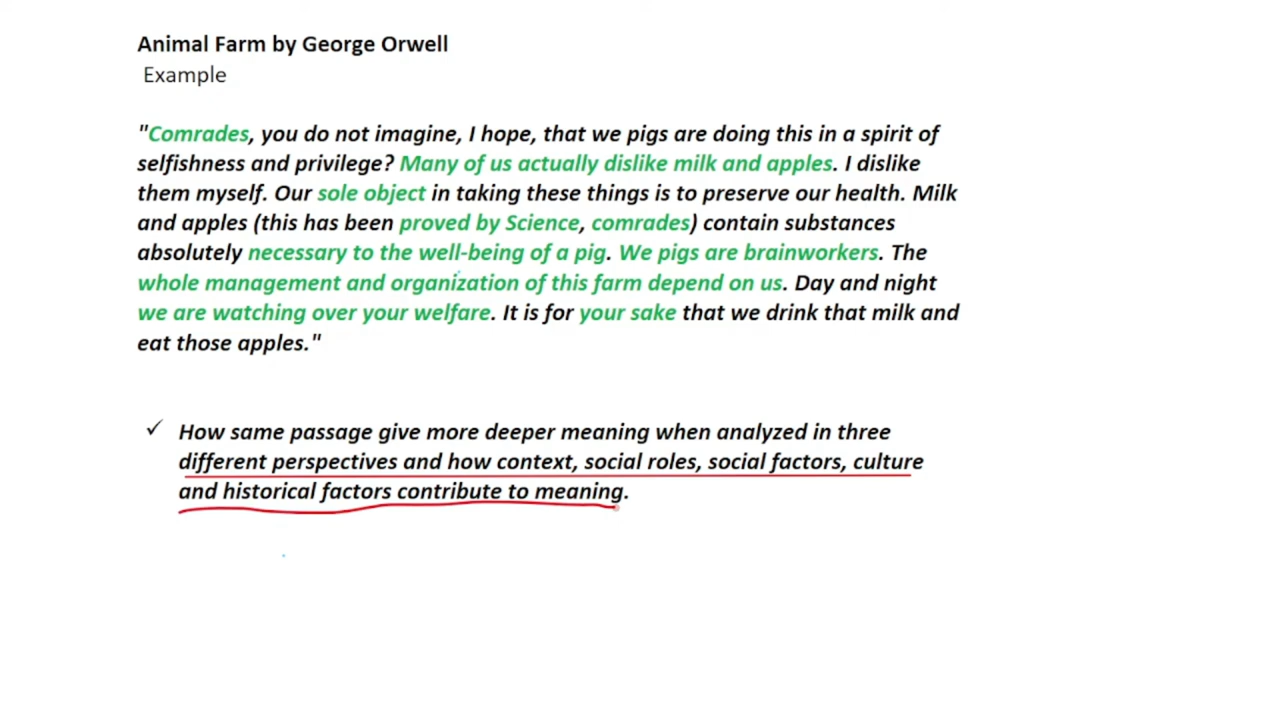 Animal Farm by George Orwell
Example
"Comrades, you do not imagine, I hope, that we pigs are doing this in a spirit of
selfishness and privilege? Many of us actually dislike milk and apples. I dislike
them myself. Our sole object in taking these things is to preserve our health. Milk
and apples (this has been proved by Science, comrades) contain substances
absolutely necessary to the well-being of a pig. We pigs are brainworkers. The
whole management and organization of this farm depend on us. Day and night
we are watching over your welfare. It is for your sake that we drink that milk and
eat those apples."
✓ How same passage give more deeper meaning when analyzed in three
different perspectives and how context, social roles, social factors, culture
and historical factors contribute to meaning.